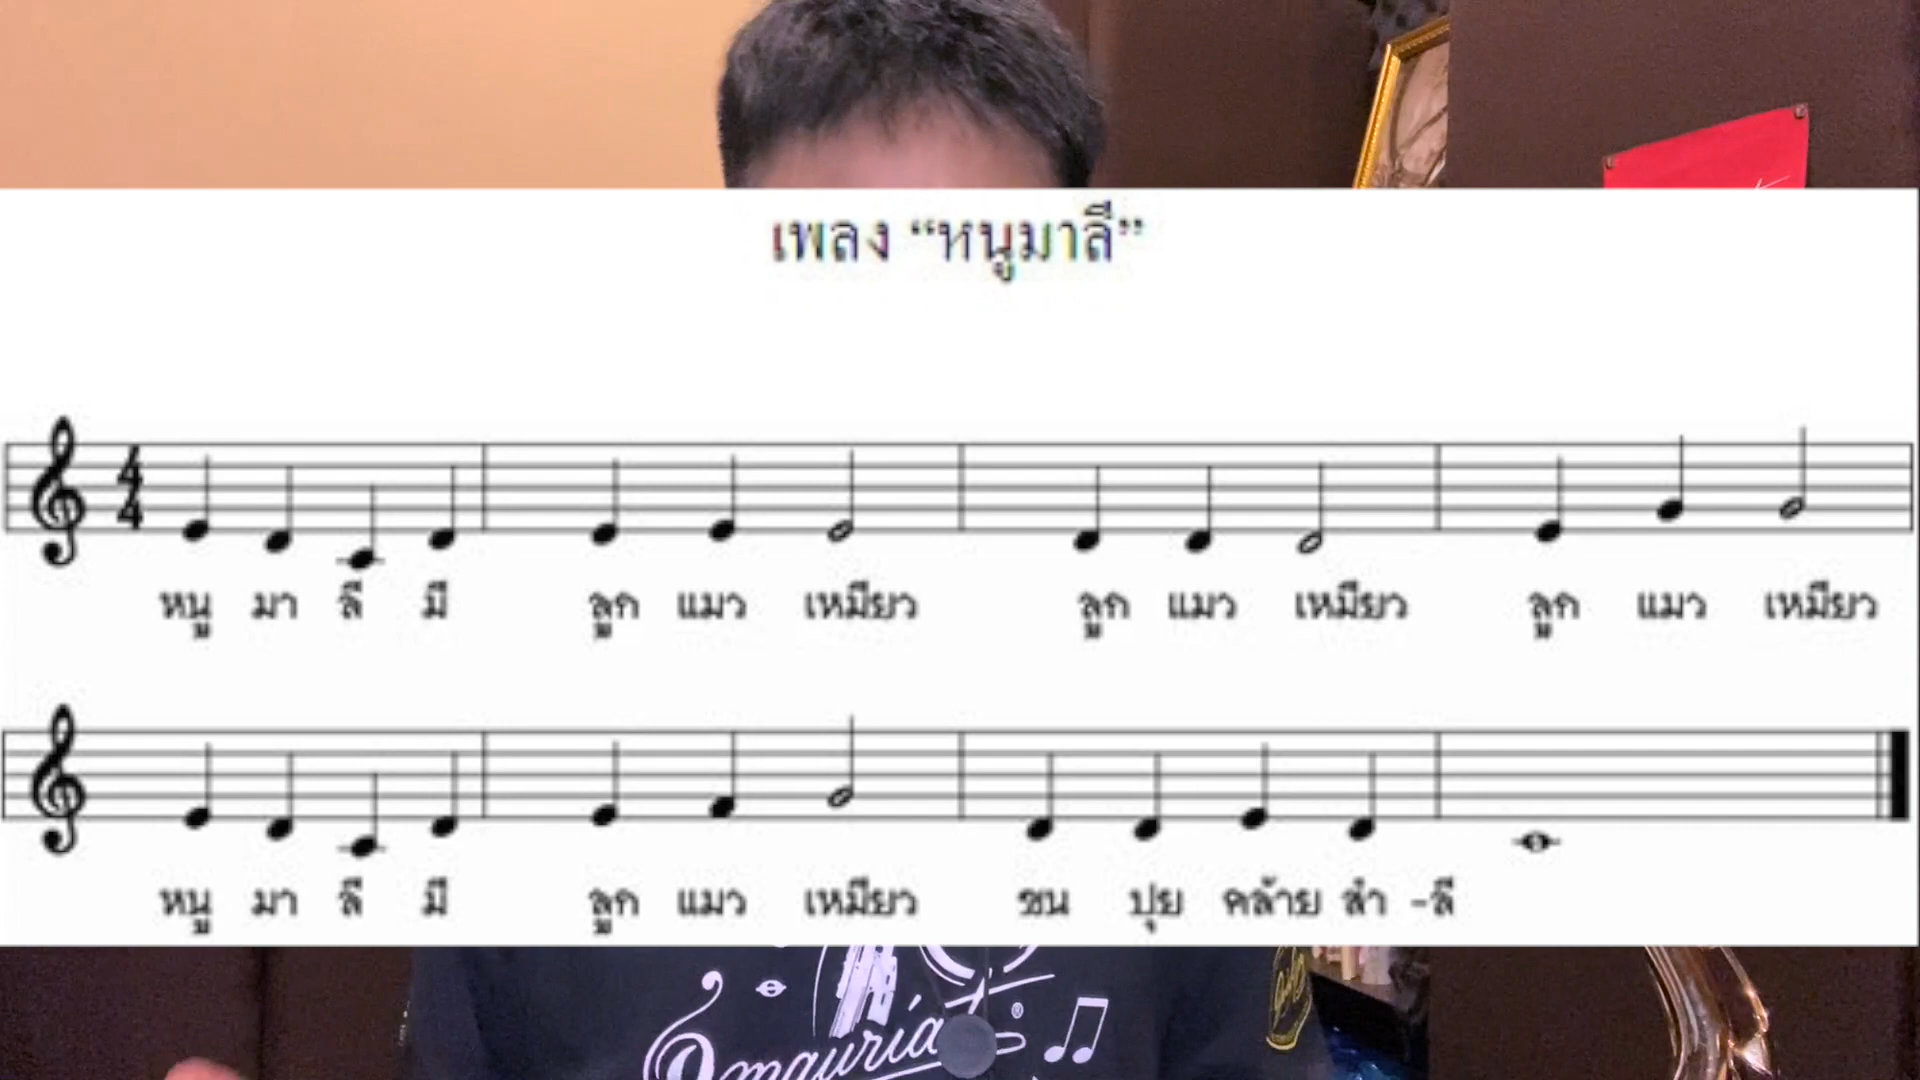 เพลง “หนูมาลี”
4
4
หนู มา ลี มี ลูก แมว เหมียว ลูก แมว เหมียว ลูก แมว เหมียว
หนู มา ลี มี ลูก แมว เหมียว ขน ปุย คล้าย สำ -ลี